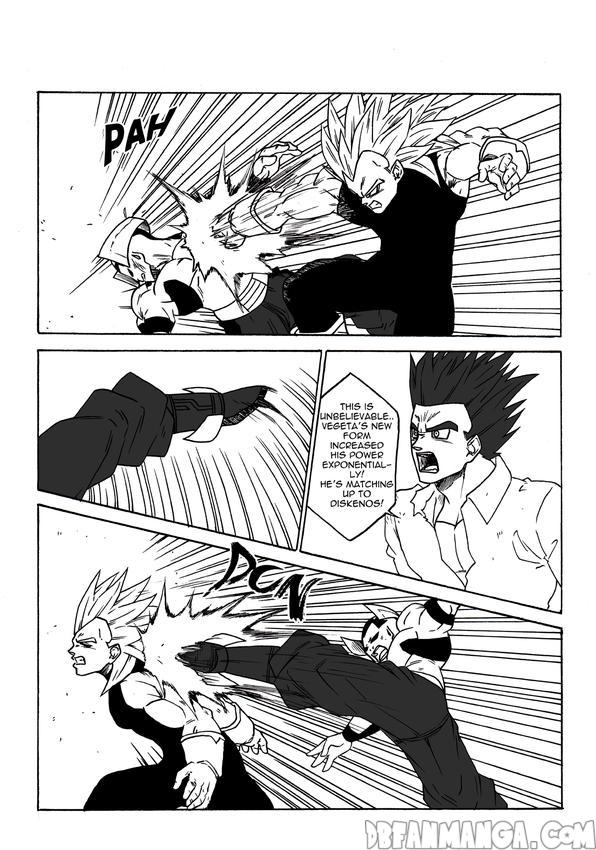 PAH
THIS IS
UNBELIEVABLE..
VEGETA'S NEW
FORM
INCREASED
HIS POWER
EXPONENTIAL-
LY!
HE'S MATCHING
UP TO
DISKENOS!
DON
DBFANMANGA.COM